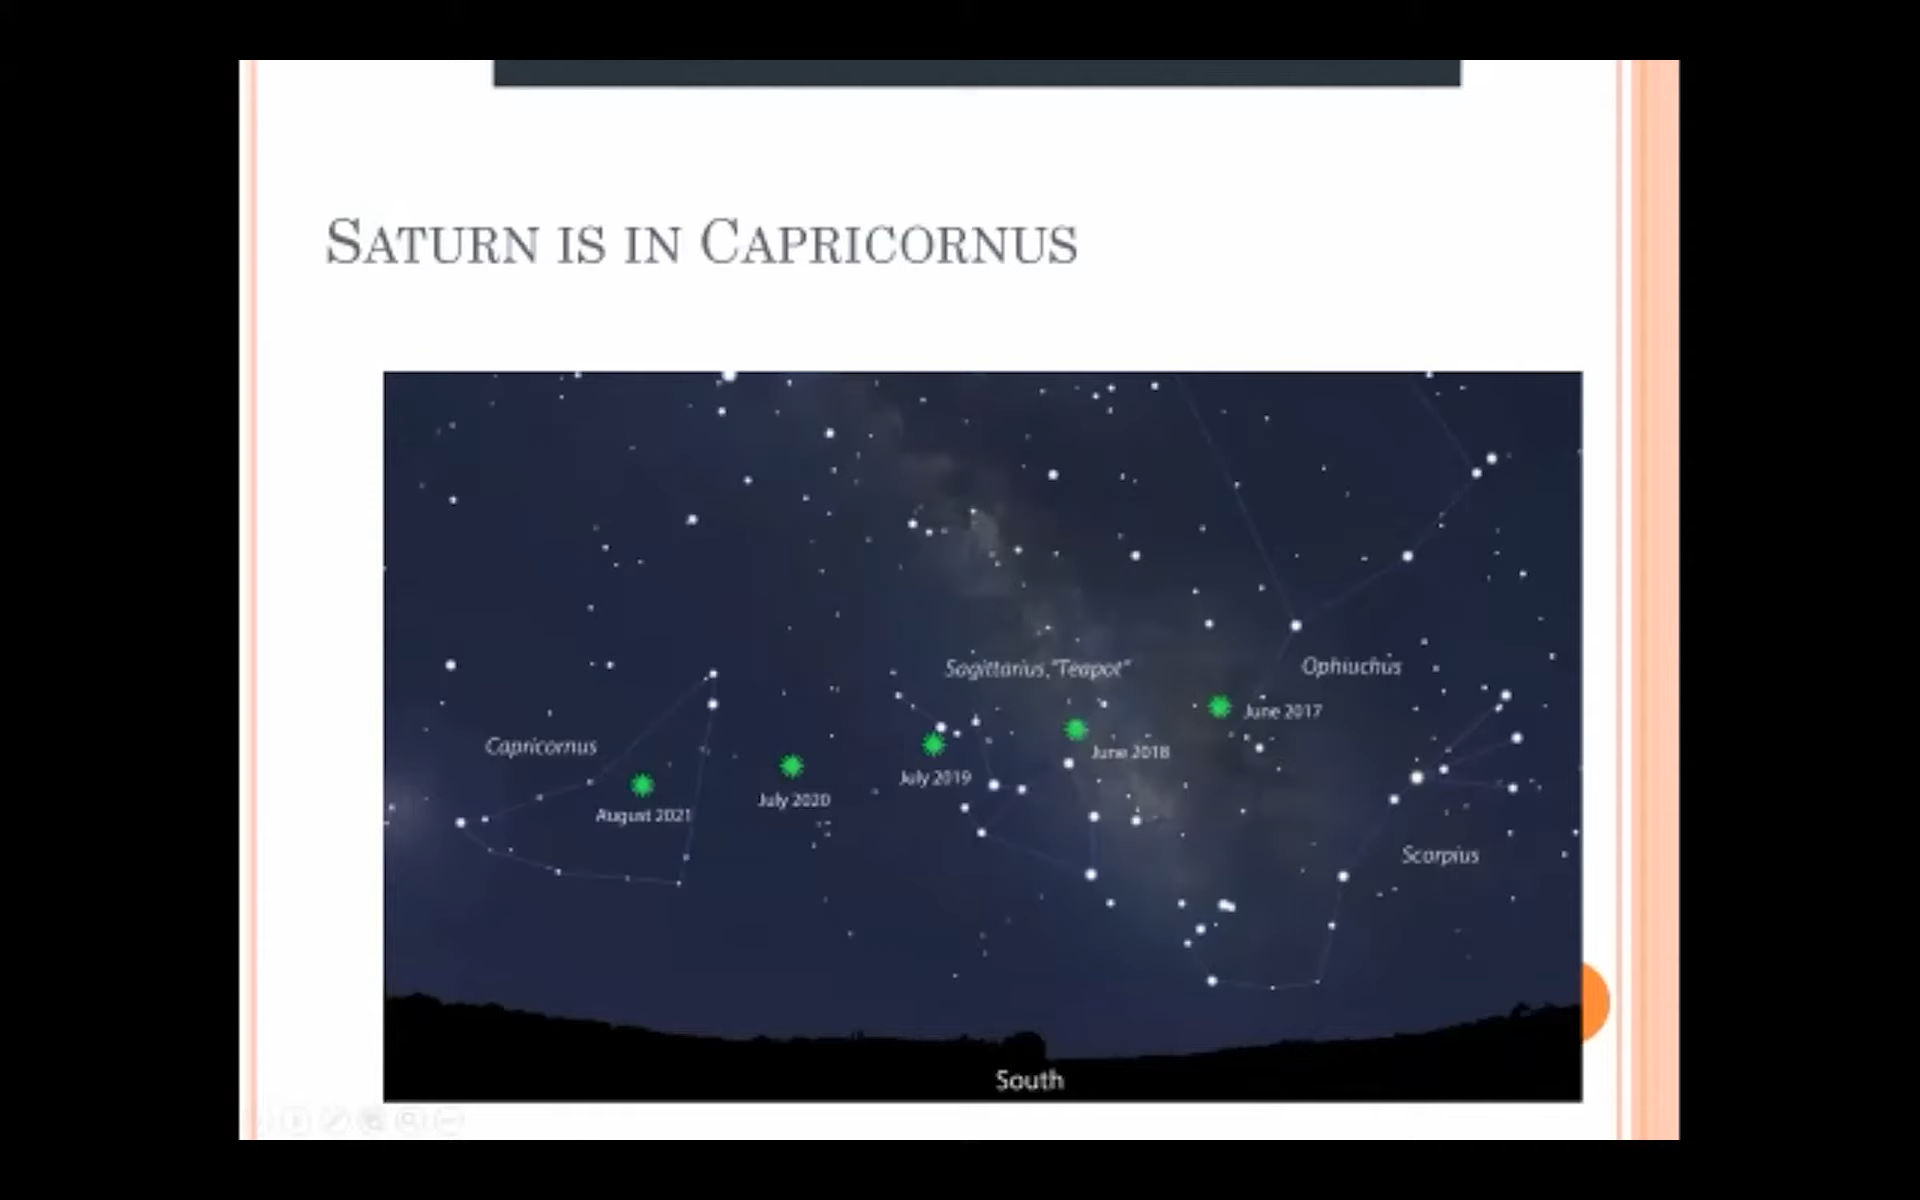 SATURN IS IN CAPRICORNUS
Sagittarius, "Teapot"
Ophiuchus
June 2017
Capricornus
June 2018
July 2019
July 2020
August 2021
Scorpius
South